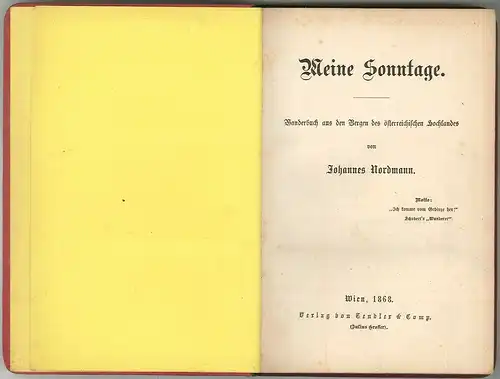 Meine Sonntage.
Wanderbuch aus den Bergen des österreichischen Hochlandes
von
Johannes Nordmann.
Motto:
„Ich komme vom Gebirge her!"
Schubert's „Wanderer".
Wien, 1868.
Verlag von Tendler & Comp.
(Julius Grosser).